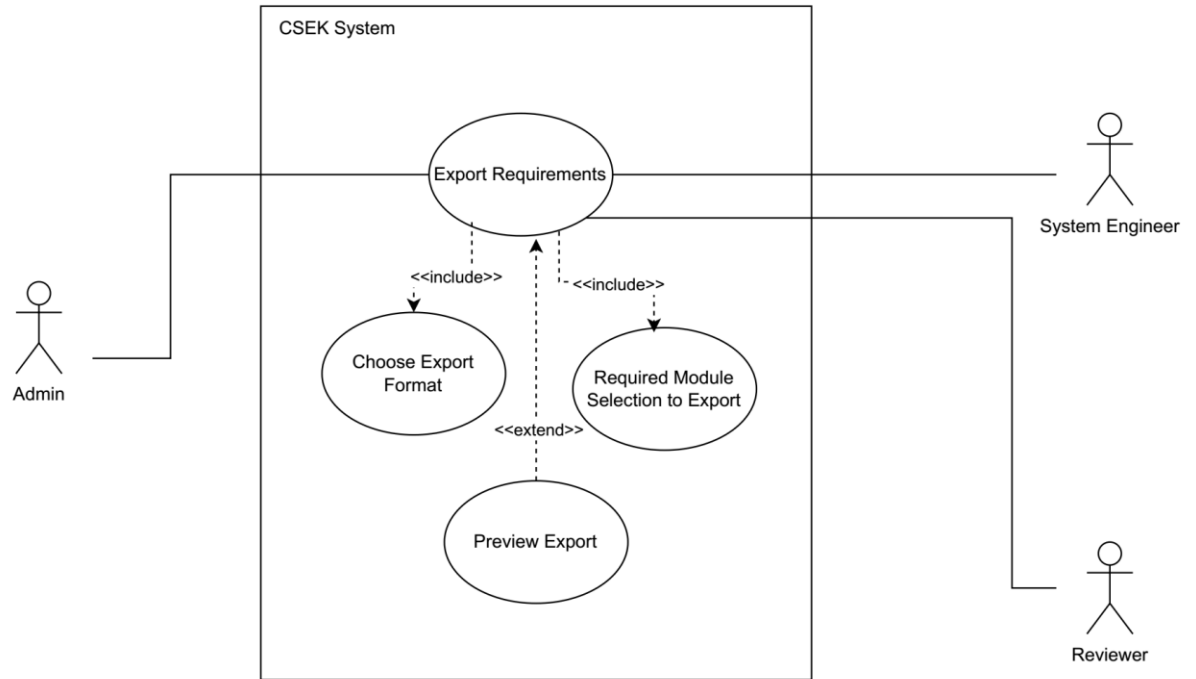 CSEK System
Export Requirements
System Engineer
<<include>>
<<include>>
Choose Export
Format
Required Module
Selection to Export
Admin
<<extend>>
Preview Export
Reviewer